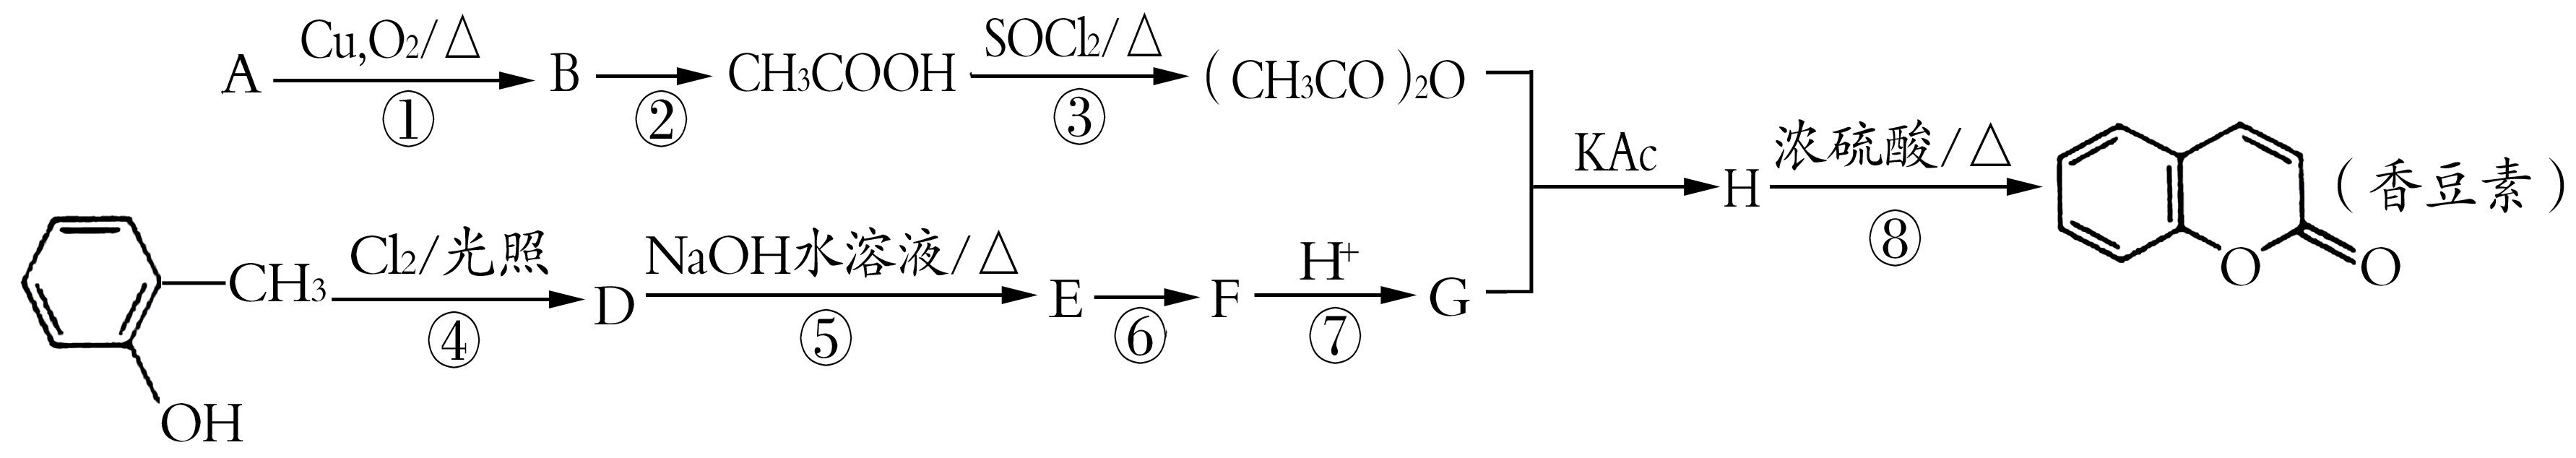 A Cu,O₂/△ ① B ② CH₃COOH SOCl₂/△ ③ (CH₃CO)₂O
KAc H 浓硫酸/△ ⑧ O O (香豆素)
CH₃ OH Cl₂/光照 ④ D NaOH水溶液/△ ⑤ E ⑥ F H⁺ ⑦ G